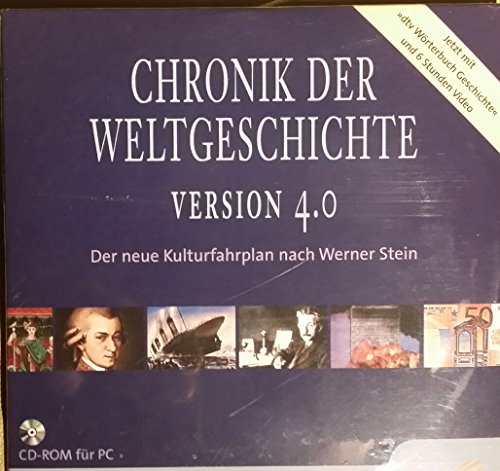 Jetzt mit
»dtv Wörterbuch Geschichte«
und 6 Stunden Video
CHRONIK DER
WELTGESCHICHTE
VERSION 4.0
Der neue Kulturfahrplan nach Werner Stein
50
CD-ROM für PC ›